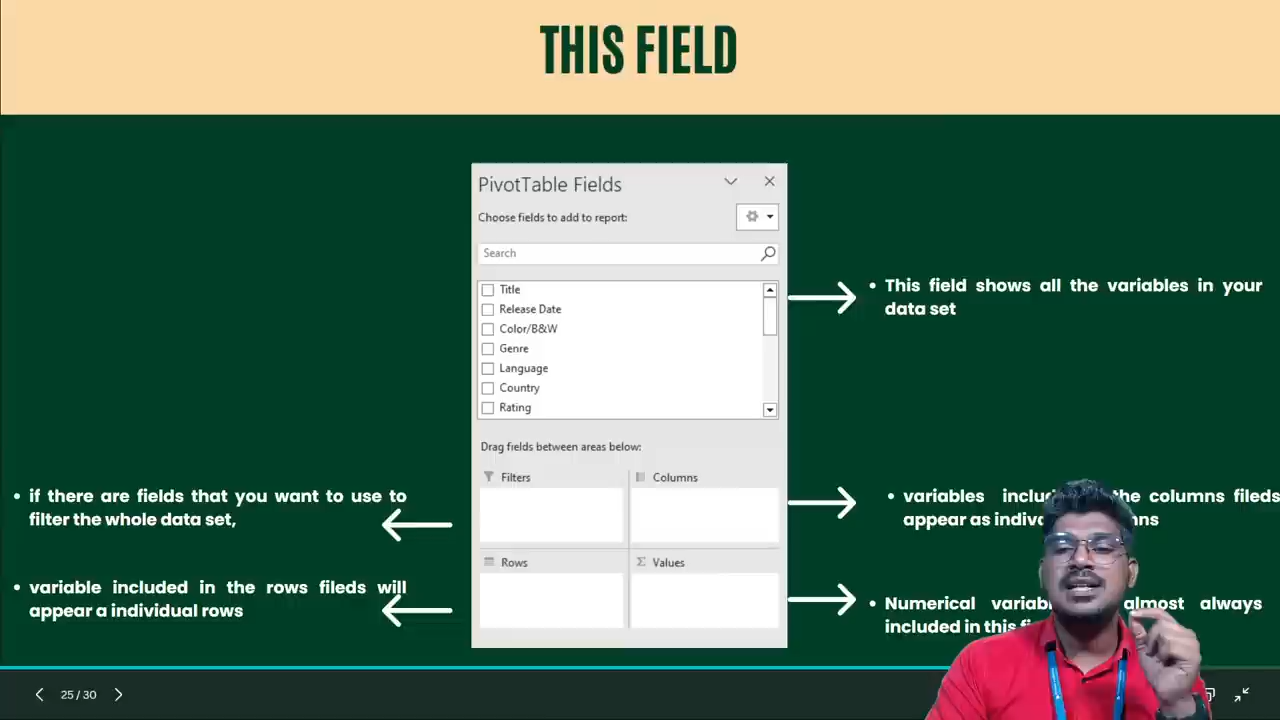 THIS FIELD
PivotTable Fields
Choose fields to add to report:
Search
Title
Release Date
Color/B&W
Genre
Language
Country
Rating
Drag fields between areas below:
Filters
Columns
Rows
Values
• This field shows all the variables in your
data set
• if there are fields that you want to use to
filter the whole data set,
• variable included in the rows fileds will
appear a individual rows
• variables the columns fileds
appear as
• Numerical almost always
included in this
25 / 30